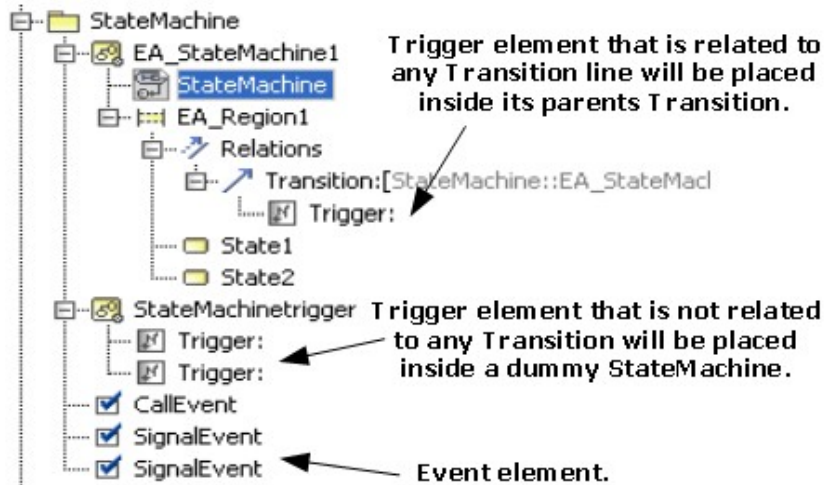 StateMachine
EA_StateMachine1
StateMachine
EA_Region1
Relations
Transition:[StateMachine::EA_StateMacl
Trigger:
State1
State2
StateMachinetrigger
Trigger:
Trigger:
CallEvent
SignalEvent
SignalEvent
Trigger element that is related to
any Transition line will be placed
inside its parents Transition.
Trigger element that is not related
to any Transition will be placed
inside a dummy StateMachine.
Event element.